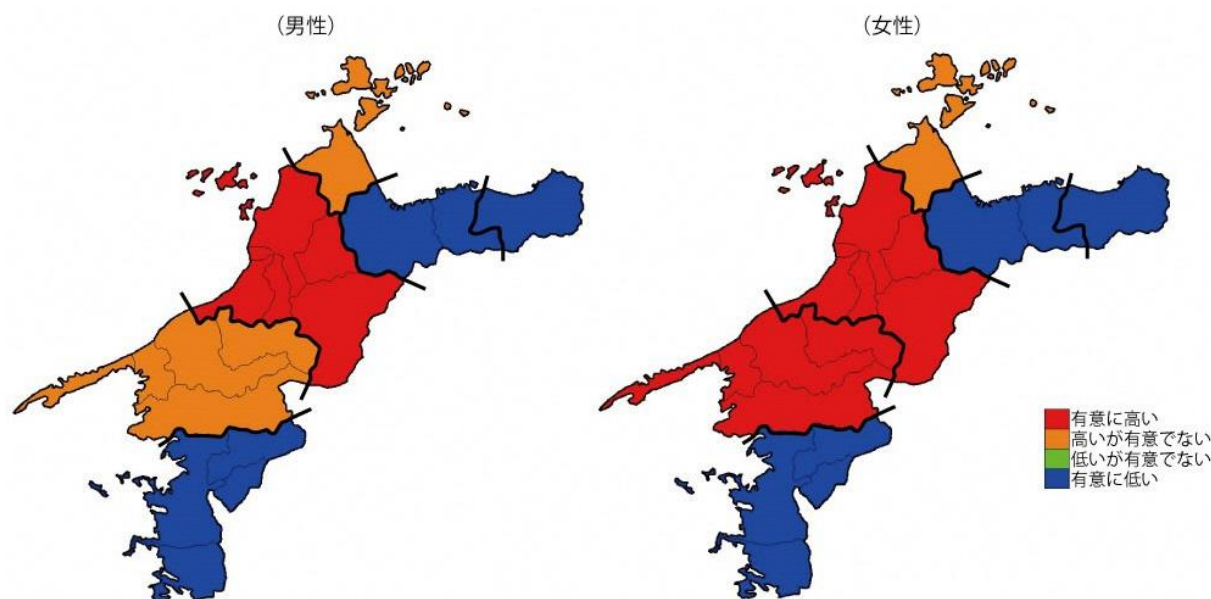 (男性)
(女性)
有意に高い
高いが有意でない
低いが有意でない
有意に低い